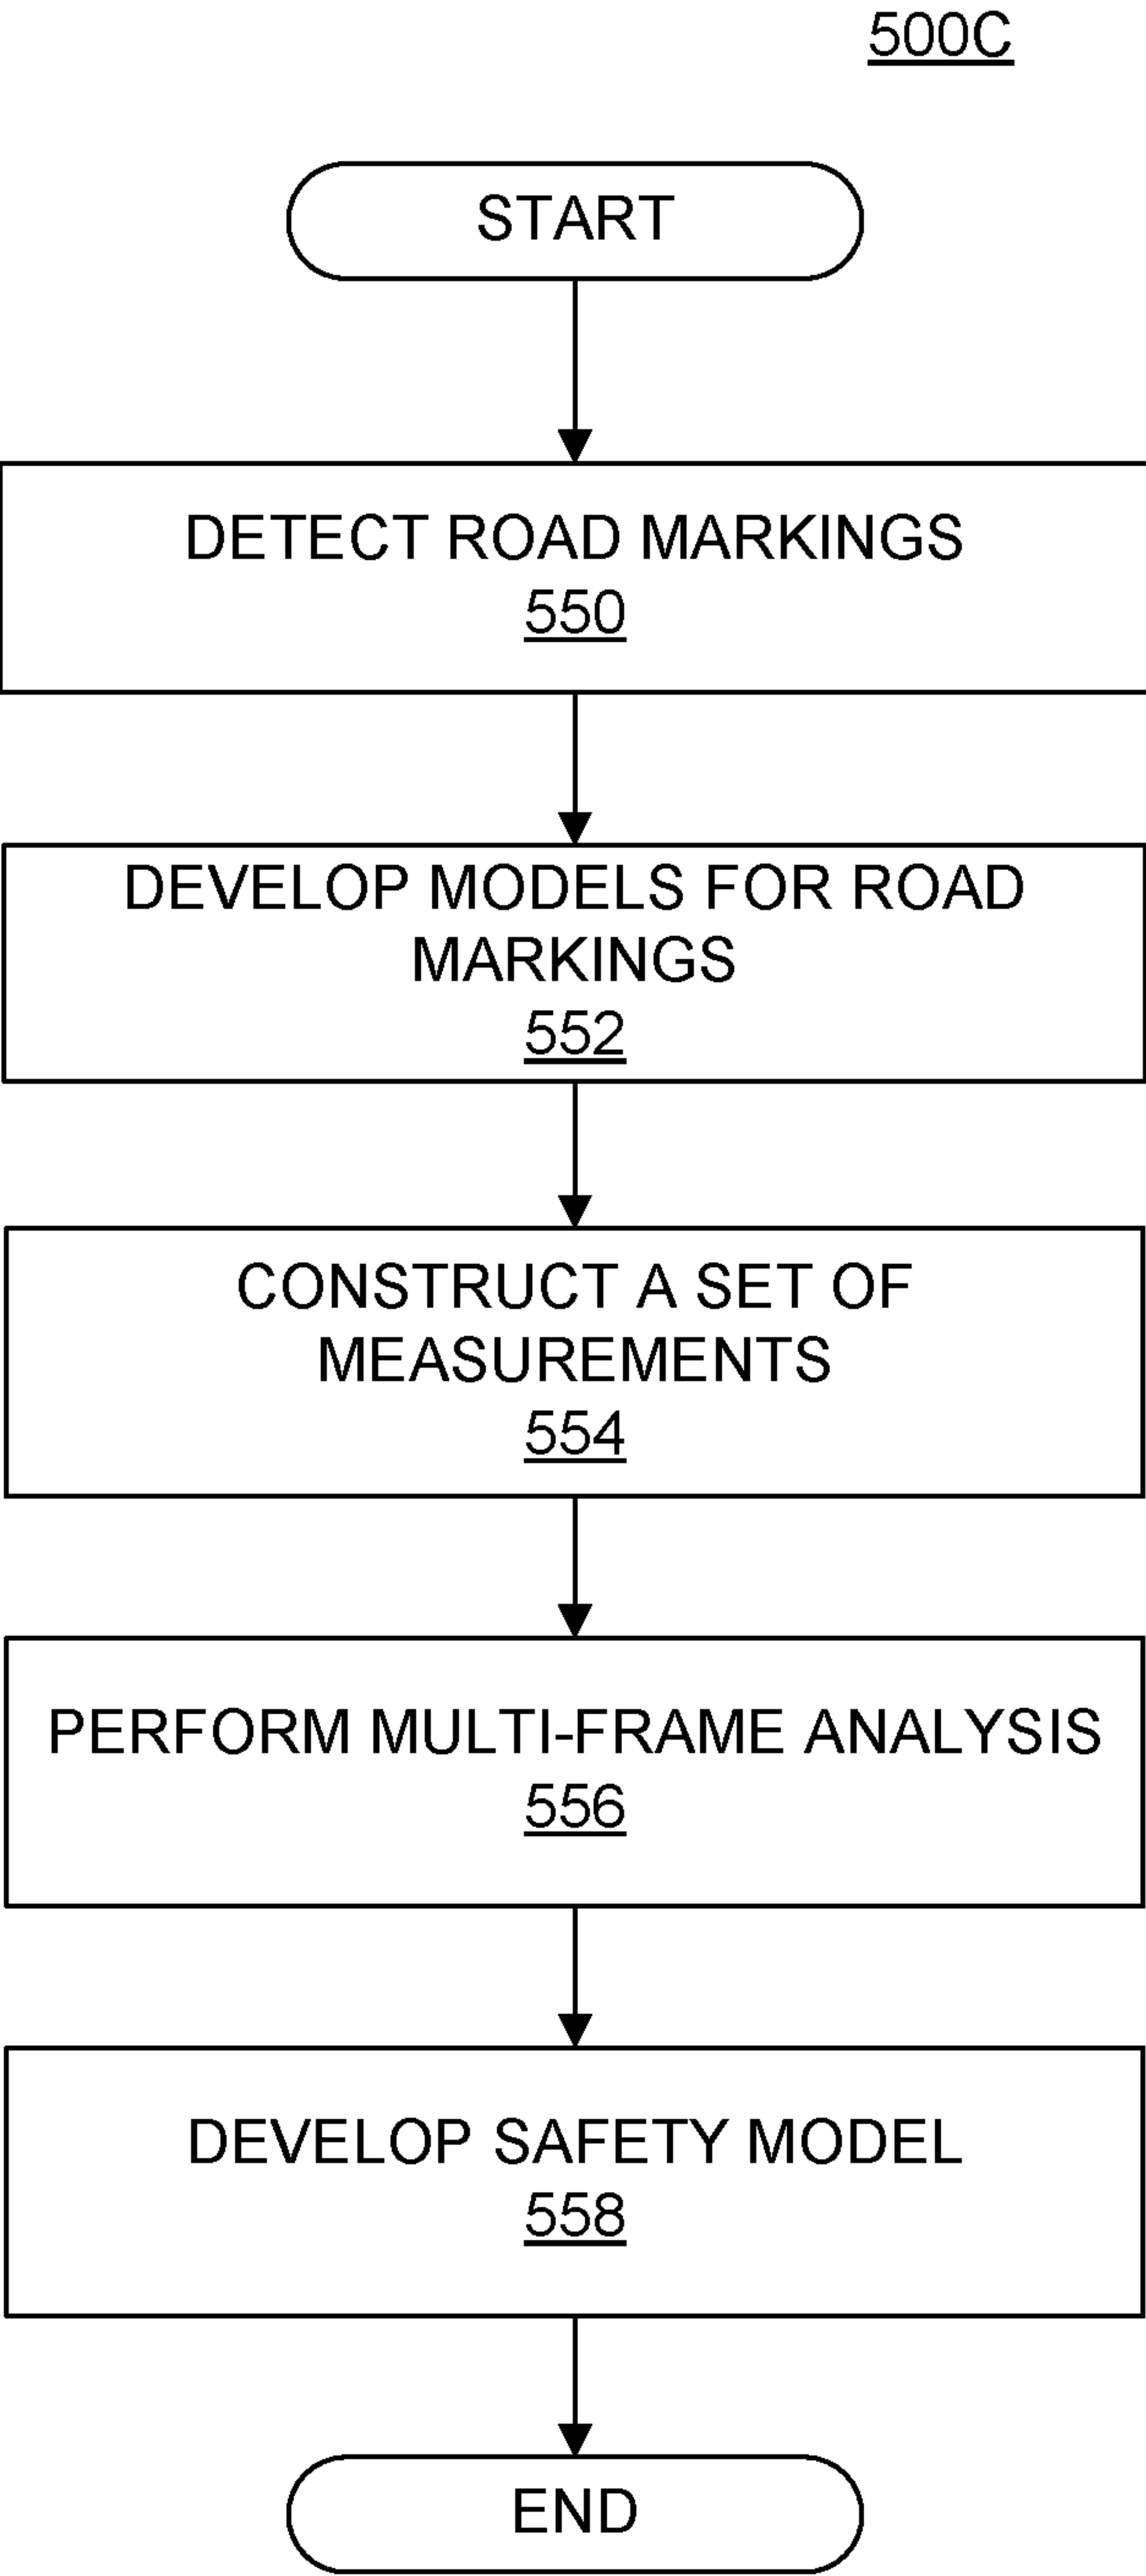 500C
START
DETECT ROAD MARKINGS
550
DEVELOP MODELS FOR ROAD
MARKINGS
552
CONSTRUCT A SET OF
MEASUREMENTS
554
PERFORM MULTI-FRAME ANALYSIS
556
DEVELOP SAFETY MODEL
558
END